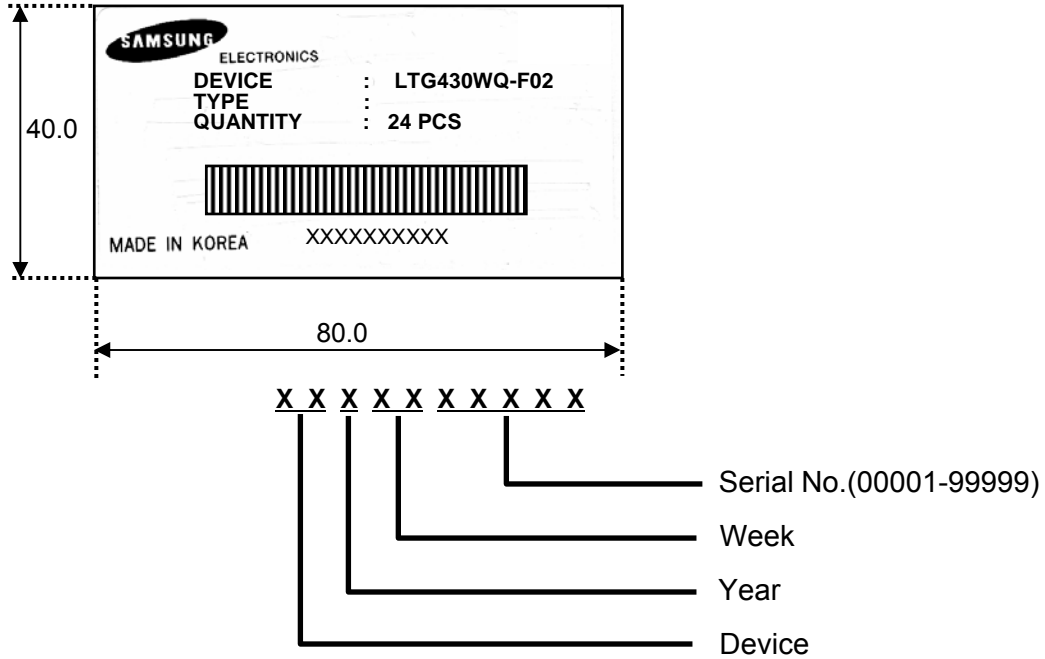 SAMSUNG
ELECTRONICS
DEVICE : LTG430WQ-F02
TYPE :
QUANTITY : 24 PCS
40.0
MADE IN KOREA XXXXXXXXXX
80.0
X X X X X X X X X X
Serial No.(00001-99999)
Week
Year
Device